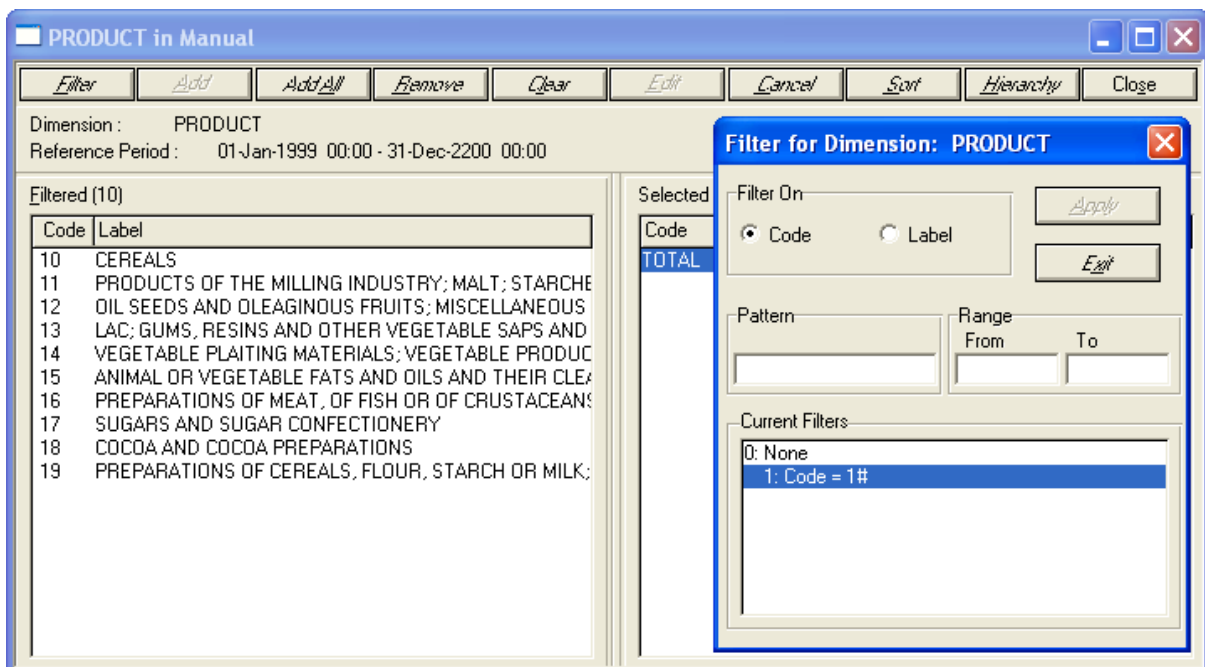 PRODUCT in Manual
Filter Add Add All Remove Clear Edit Cancel Sort Hierarchy Close
Dimension : PRODUCT
Reference Period : 01-Jan-1999 00:00 - 31-Dec-2200 00:00
Filtered (10)
Code Label
10 CEREALS
11 PRODUCTS OF THE MILLING INDUSTRY; MALT; STARCHE
12 OIL SEEDS AND OLEAGINOUS FRUITS; MISCELLANEOUS
13 LAC; GUMS, RESINS AND OTHER VEGETABLE SAPS AND
14 VEGETABLE PLAITING MATERIALS; VEGETABLE PRODUC
15 ANIMAL OR VEGETABLE FATS AND OILS AND THEIR CLEA
16 PREPARATIONS OF MEAT, OF FISH OR OF CRUSTACEANS
17 SUGARS AND SUGAR CONFECTIONERY
18 COCOA AND COCOA PREPARATIONS
19 PREPARATIONS OF CEREALS, FLOUR, STARCH OR MILK;
Selected
Code
TOTAL
Filter for Dimension: PRODUCT
Filter On
Code Label
Apply
Exit
Pattern
Range
From To
Current Filters
0: None
1: Code = 1#